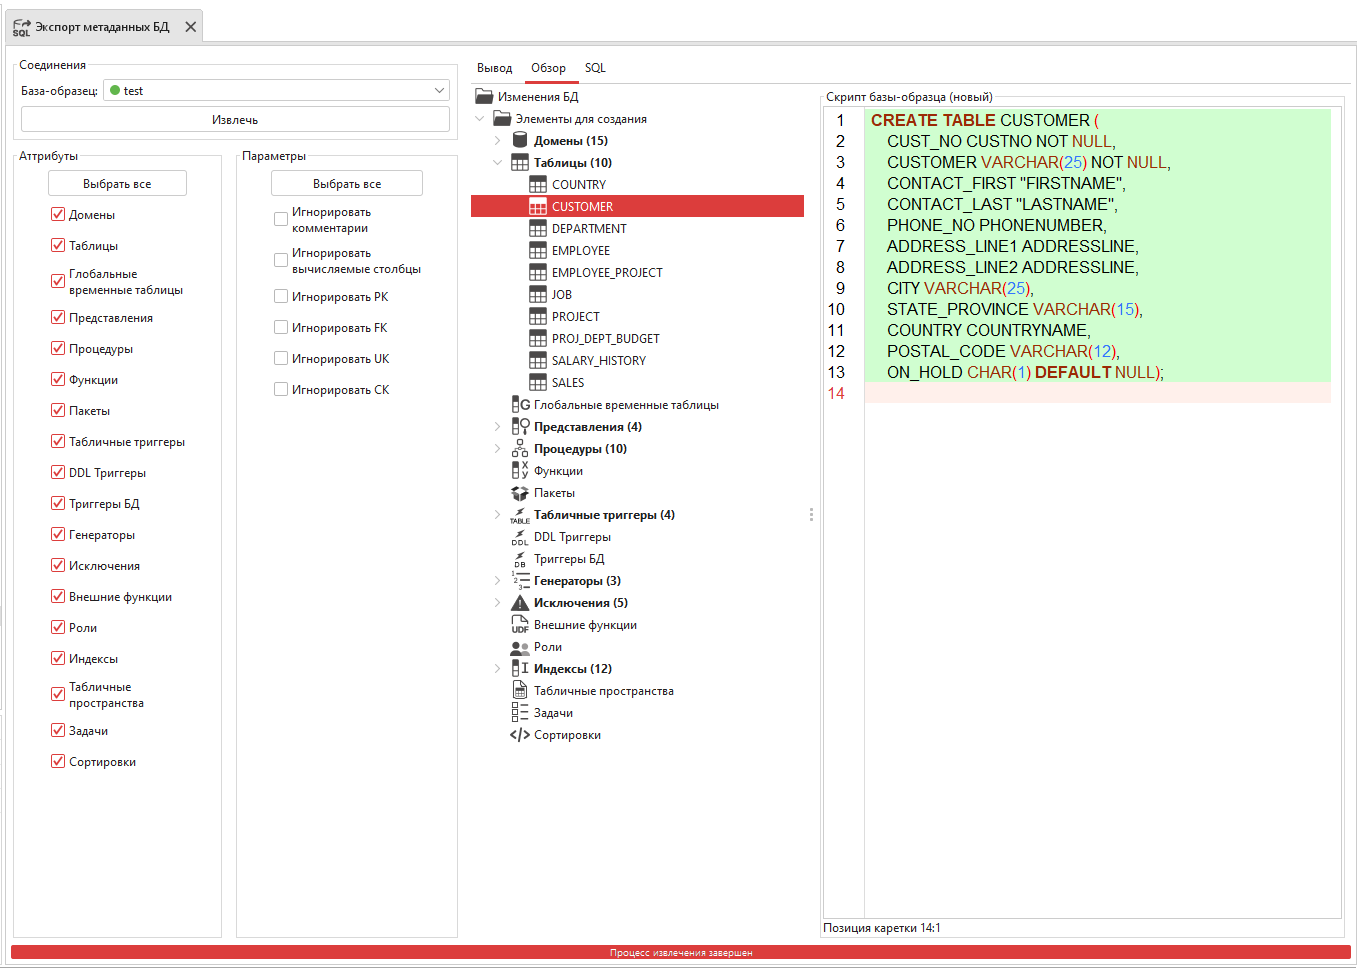 Экспорт метаданных БД
Соединения
База-образец: test
Извлечь
Аттрибуты
Выбрать все
Домены
Таблицы
Глобальные
временные таблицы
Представления
Процедуры
Функции
Пакеты
Табличные триггеры
DDL Триггеры
Триггеры БД
Генераторы
Исключения
Внешние функции
Роли
Индексы
Табличные
пространства
Задачи
Сортировки
Параметры
Выбрать все
Игнорировать
комментарии
Игнорировать
вычисляемые столбцы
Игнорировать PK
Игнорировать FK
Игнорировать UK
Игнорировать CK
Вывод Обзор SQL
Изменения БД
Элементы для создания
Домены (15)
Таблицы (10)
COUNTRY
CUSTOMER
DEPARTMENT
EMPLOYEE
EMPLOYEE_PROJECT
JOB
PROJECT
PROJ_DEPT_BUDGET
SALARY_HISTORY
SALES
Глобальные временные таблицы
Представления (4)
Процедуры (10)
Функции
Пакеты
Табличные триггеры (4)
DDL Триггеры
Триггеры БД
Генераторы (3)
Исключения (5)
Внешние функции
Роли
Индексы (12)
Табличные пространства
Задачи
Сортировки
Скрипт базы-образца (новый)
1 CREATE TABLE CUSTOMER (
2 CUST_NO CUSTNO NOT NULL,
3 CUSTOMER VARCHAR(25) NOT NULL,
4 CONTACT_FIRST "FIRSTNAME",
5 CONTACT_LAST "LASTNAME",
6 PHONE_NO PHONENUMBER,
7 ADDRESS_LINE1 ADDRESSLINE,
8 ADDRESS_LINE2 ADDRESSLINE,
9 CITY VARCHAR(25),
10 STATE_PROVINCE VARCHAR(15),
11 COUNTRY COUNTRYNAME,
12 POSTAL_CODE VARCHAR(12),
13 ON_HOLD CHAR(1) DEFAULT NULL);
14
Позиция каретки 14:1
Процесс извлечения завершен